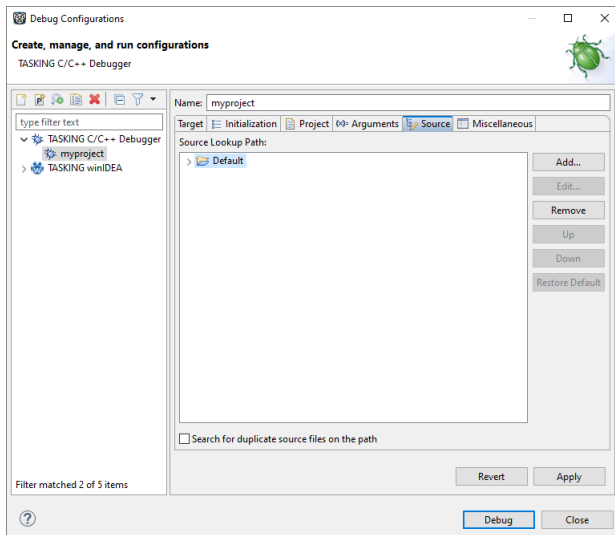 Debug Configurations
Create, manage, and run configurations
TASKING C/C++ Debugger
Name: myproject
type filter text
Target Initialization Project (x)= Arguments Source Miscellaneous
TASKING C/C++ Debugger
myproject
TASKING winIDEA
Source Lookup Path:
Default
Add...
Edit...
Remove
Up
Down
Restore Default
Search for duplicate source files on the path
Filter matched 2 of 5 items
Revert Apply
Debug Close